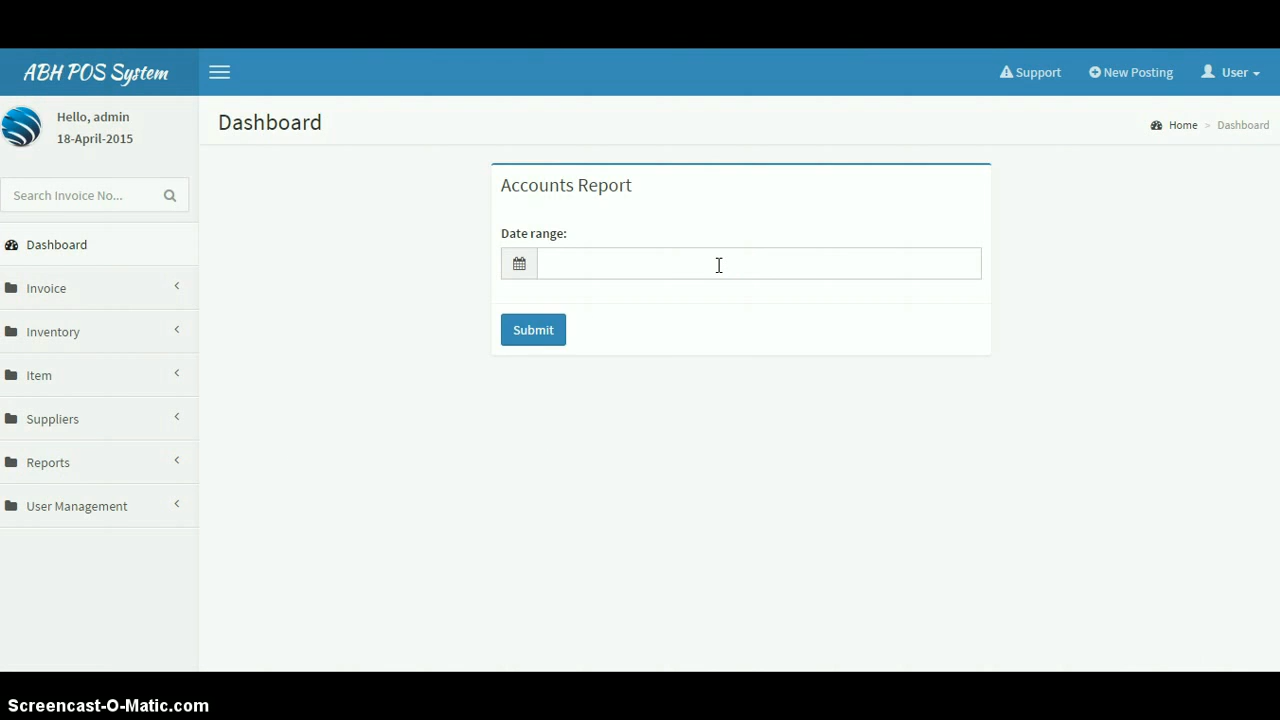 ABH POS System
Support
New Posting
User
Hello, admin
18-April-2015
Dashboard
Home > Dashboard
Search Invoice No...
Dashboard
Invoice
Inventory
Item
Suppliers
Reports
User Management
Accounts Report
Date range:
Submit
Screencast-O-Matic.com